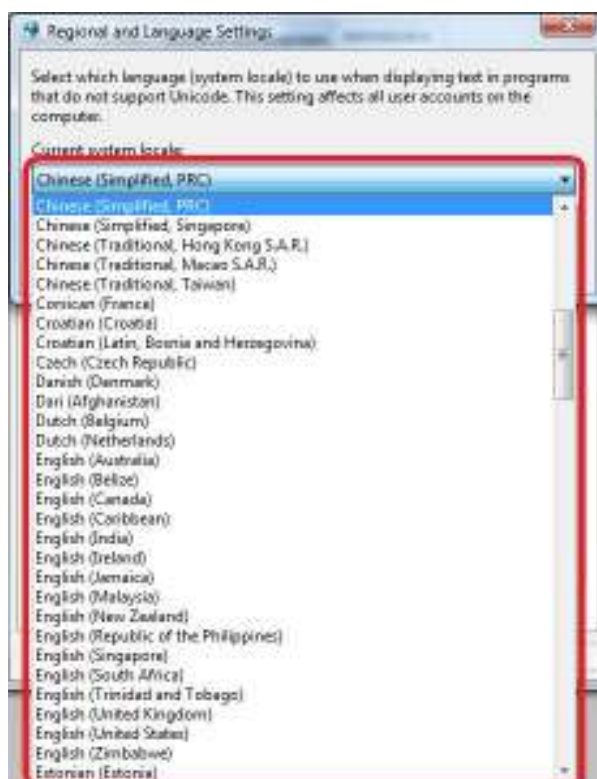 Regional and Language Settings
Select which language (system locale) to use when displaying text in programs
that do not support Unicode. This setting affects all user accounts on the
computer.
Current system locale:
Chinese (Simplified, PRC)
Chinese (Simplified, PRC)
Chinese (Simplified, Singapore)
Chinese (Traditional, Hong Kong S.A.R.)
Chinese (Traditional, Macao S.A.R.)
Chinese (Traditional, Taiwan)
Corsican (France)
Croatian (Croatia)
Croatian (Latin, Bosnia and Herzegovina)
Czech (Czech Republic)
Danish (Denmark)
Dari (Afghanistan)
Dutch (Belgium)
Dutch (Netherlands)
English (Australia)
English (Belize)
English (Canada)
English (Caribbean)
English (India)
English (Ireland)
English (Jamaica)
English (Malaysia)
English (New Zealand)
English (Republic of the Philippines)
English (Singapore)
English (South Africa)
English (Trinidad and Tobago)
English (United Kingdom)
English (United States)
English (Zimbabwe)
Estonian (Estonia)